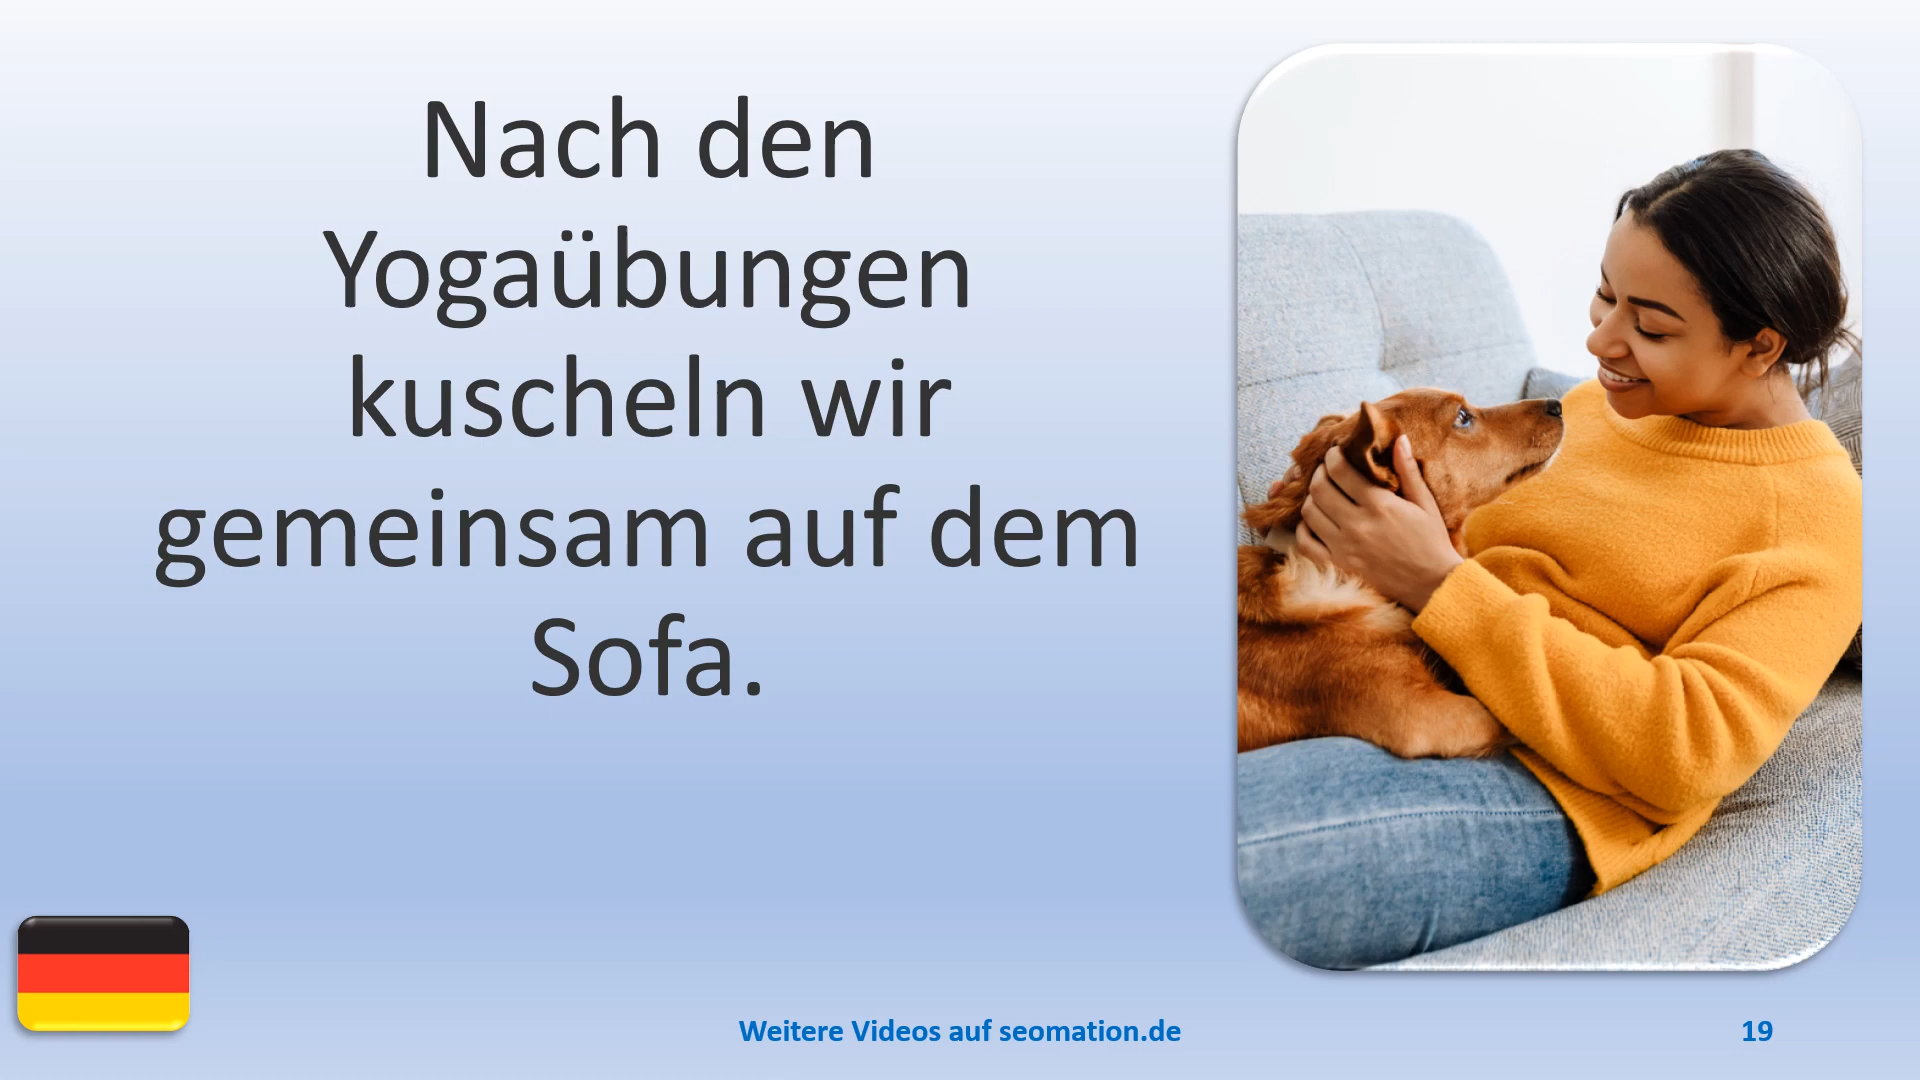 Nach den
Yogaübungen
kuscheln wir
gemeinsam auf dem
Sofa.
Weitere Videos auf seomation.de
19